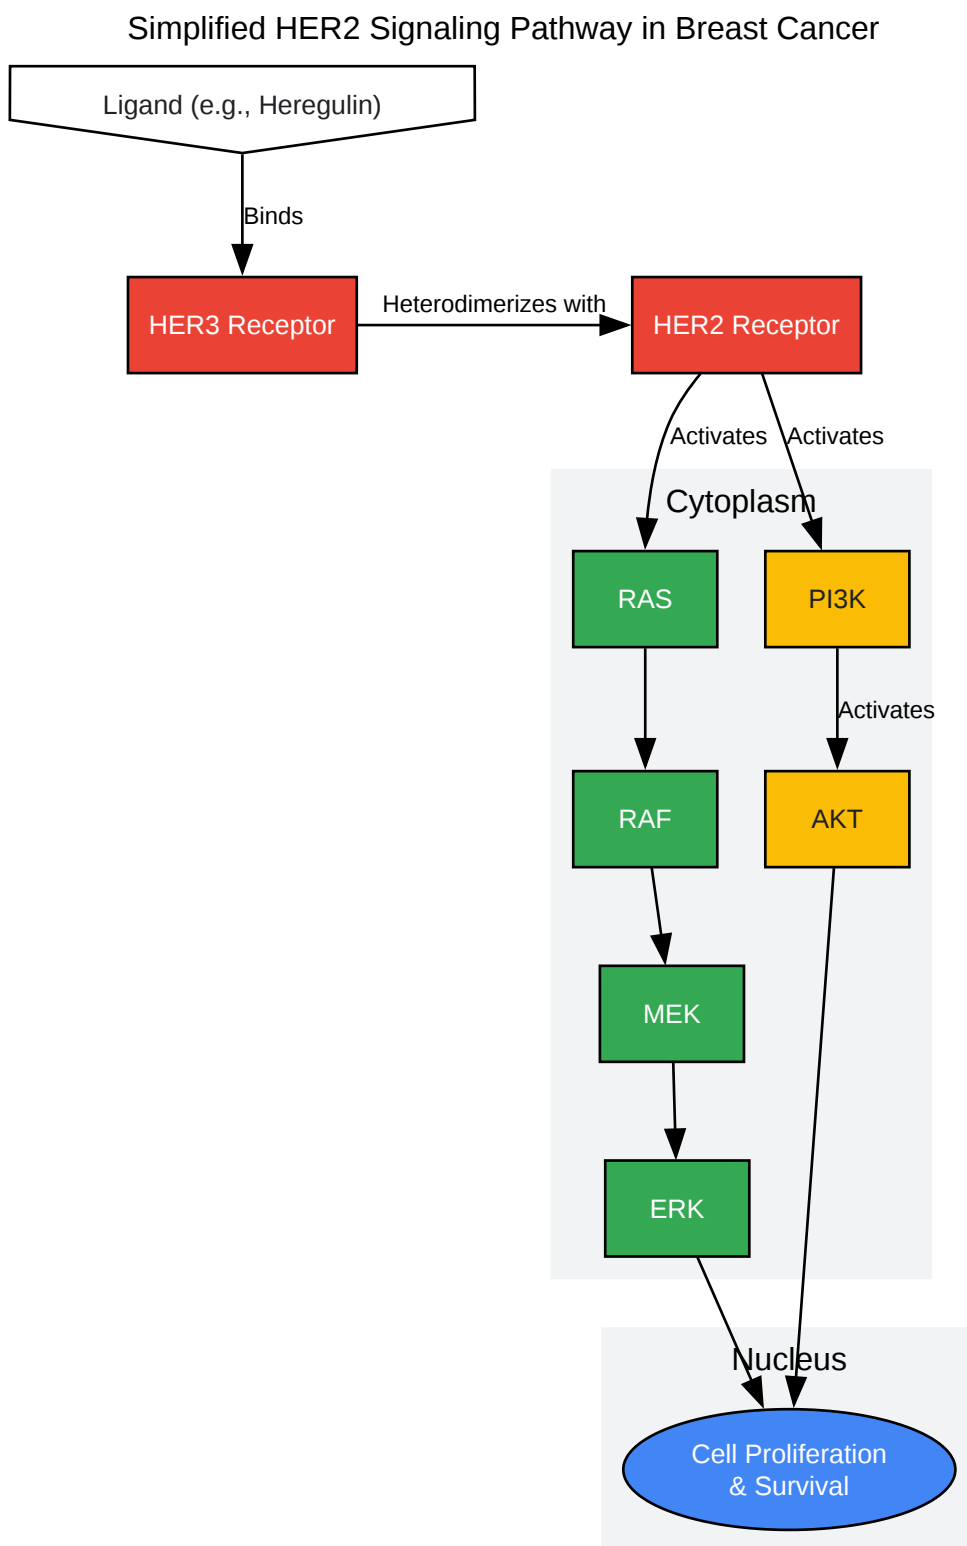 Simplified HER2 Signaling Pathway in Breast Cancer
Ligand (e.g., Heregulin)
Binds
HER3 Receptor
Heterodimerizes with
HER2 Receptor
Activates
Activates
Cytoplasm
RAS
PI3K
Activates
RAF
AKT
MEK
ERK
Nucleus
Cell Proliferation
& Survival